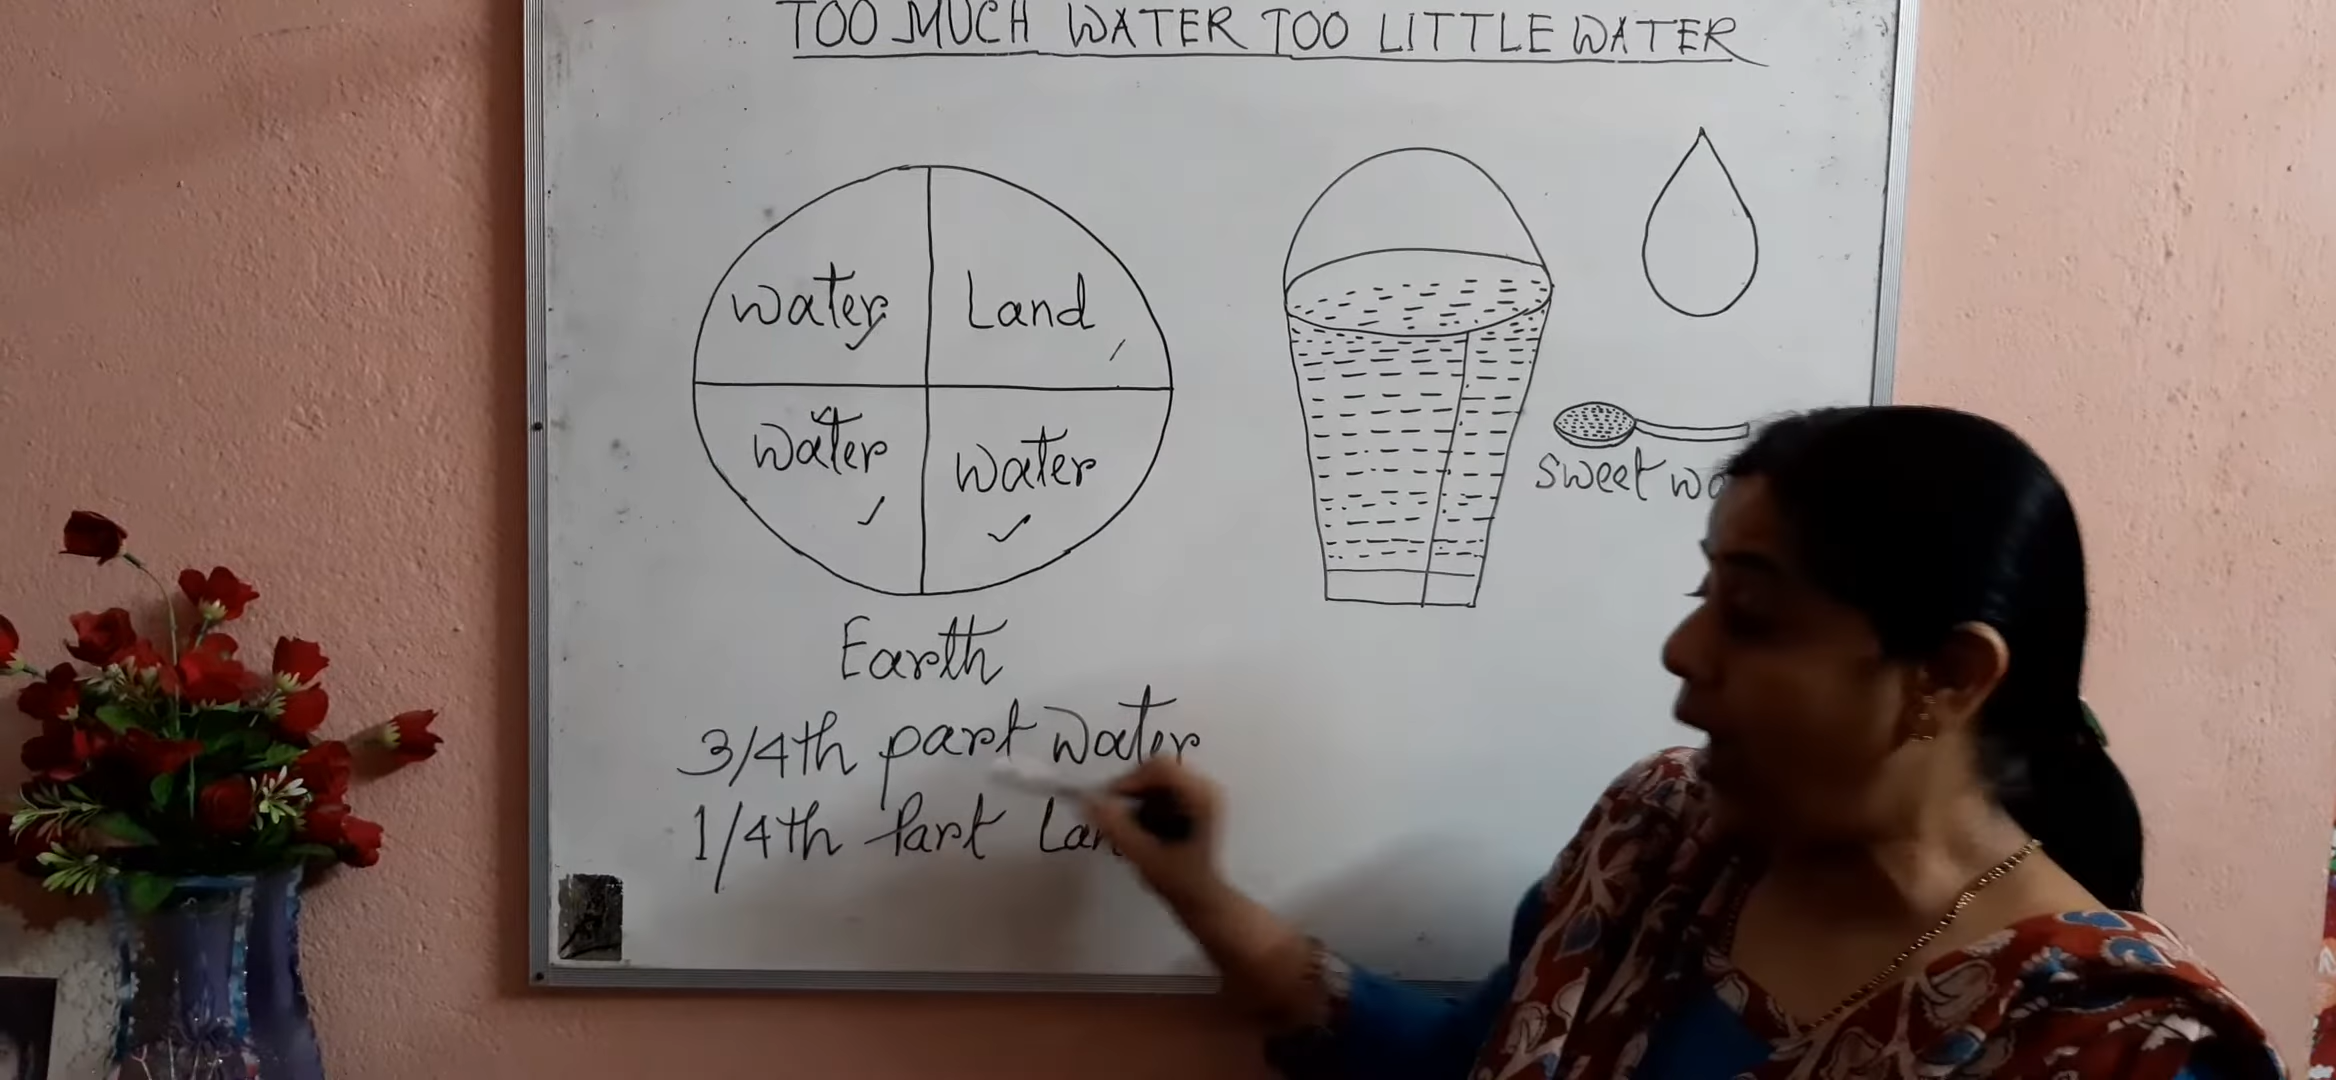 TOO MUCH WATER TOO LITTLE WATER
water Land
water water
sweet
Earth
3/4th part water
1/4th Part